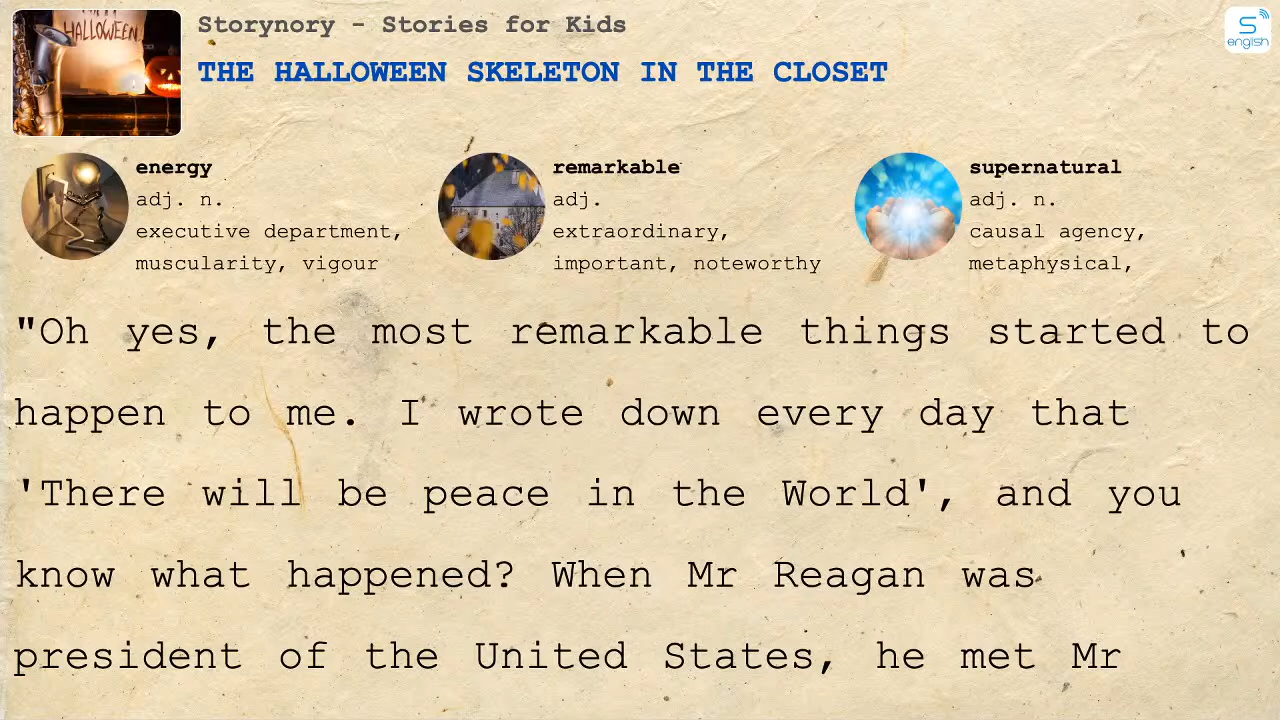 HALLOWEEN!
Storynory - Stories for Kids
THE HALLOWEEN SKELETON IN THE CLOSET
S
english
energy
adj. n.
executive department,
muscularity, vigour
remarkable
adj.
extraordinary,
important, noteworthy
supernatural
adj. n.
causal agency,
metaphysical,
"Oh yes, the most remarkable things started to
happen to me. I wrote down every day that
'There will be peace in the World', and you
know what happened? When Mr Reagan was
president of the United States, he met Mr